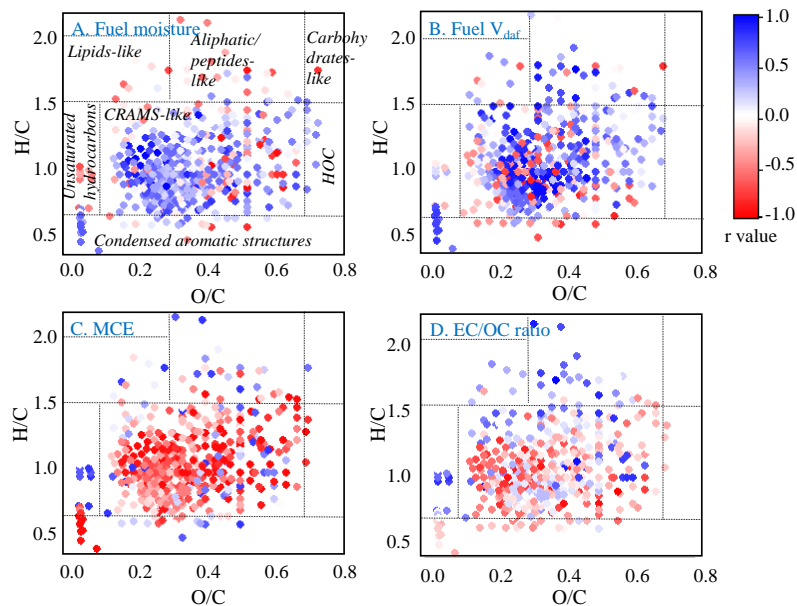 A. Fuel moisture
Lipids-like
Aliphatic/
peptides-
like
Carbohy
drates-
like
Unsaturated
hydrocarbons
CRAMS-like
HOC
Condensed aromatic structures
H/C
2.0
1.5
1.0
0.5
0.0 0.2 0.4 0.6 0.8
O/C
B. Fuel Vdaf
H/C
2.0
1.5
1.0
0.5
0.0 0.2 0.4 0.6 0.8
O/C
1.0
0.5
0.0
-0.5
-1.0
r value
C. MCE
H/C
2.0
1.5
1.0
0.5
0.0 0.2 0.4 0.6 0.8
O/C
D. EC/OC ratio
H/C
2.0
1.5
1.0
0.5
0.0 0.2 0.4 0.6 0.8
O/C